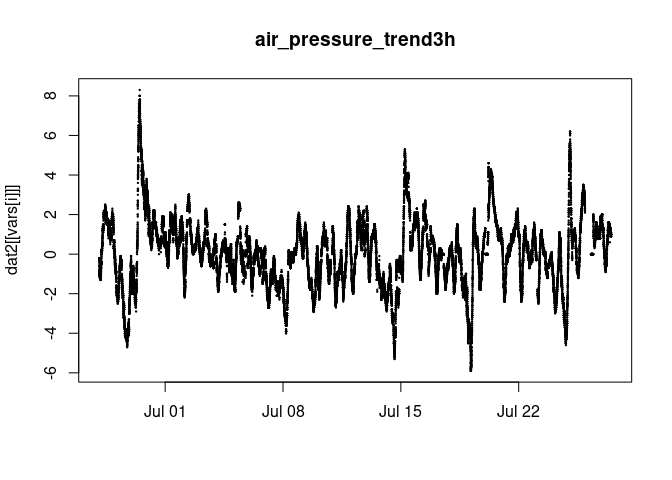 air_pressure_trend3h
dat2[[vars[i]]]
8
6
4
2
0
-2
-4
-6
Jul 01
Jul 08
Jul 15
Jul 22